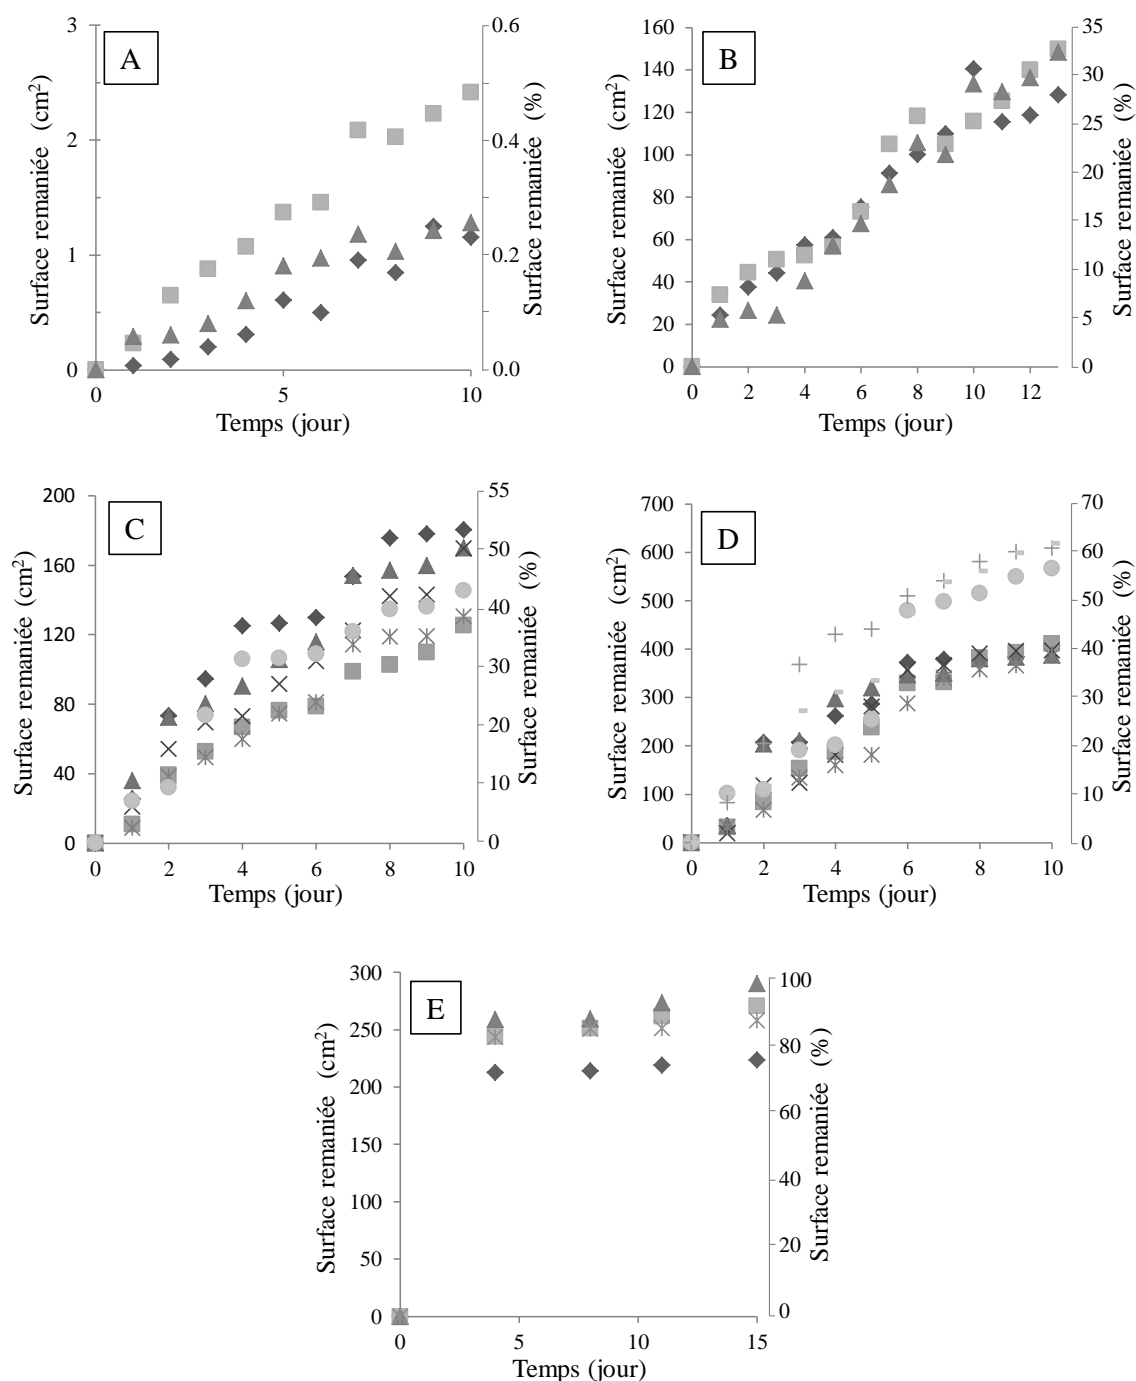 A
3
2
1
0
Surface remaniée (cm²)
0.6
0.4
0.2
0.0
Surface remaniée (%)
0 5 10
Temps (jour)
B
160
140
120
100
80
60
40
20
0
Surface remaniée (cm²)
35
30
25
20
15
10
5
0
Surface remaniée (%)
0 2 4 6 8 10 12
Temps (jour)
C
200
160
120
80
40
0
Surface remaniée (cm²)
55
50
40
30
20
10
0
Surface remaniée (%)
0 2 4 6 8 10
Temps (jour)
D
700
600
500
400
300
200
100
0
Surface remaniée (cm²)
70
60
50
40
30
20
10
0
Surface remaniée (%)
0 2 4 6 8 10
Temps (jour)
E
300
250
200
150
100
50
0
Surface remaniée (cm²)
100
80
60
40
20
0
Surface remaniée (%)
0 5 10 15
Temps (jour)